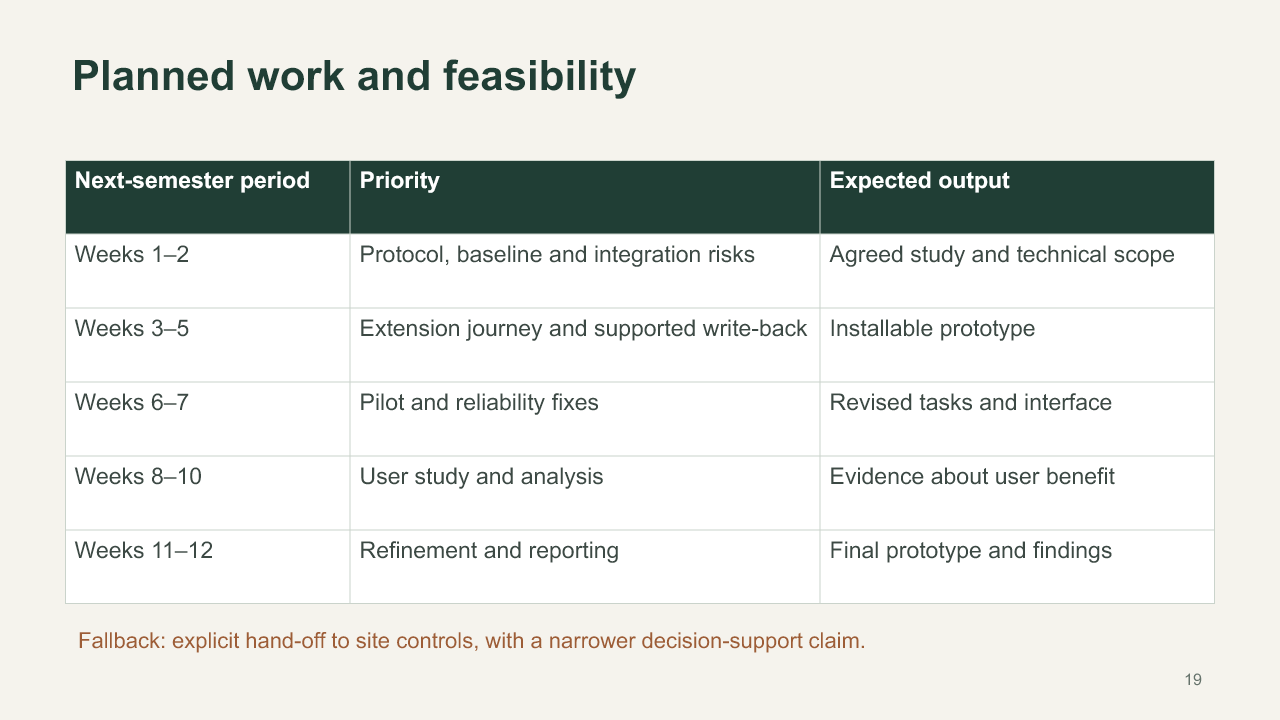 Planned work and feasibility
Next-semester period Priority Expected output
Weeks 1–2 Protocol, baseline and integration risks Agreed study and technical scope
Weeks 3–5 Extension journey and supported write-back Installable prototype
Weeks 6–7 Pilot and reliability fixes Revised tasks and interface
Weeks 8–10 User study and analysis Evidence about user benefit
Weeks 11–12 Refinement and reporting Final prototype and findings
Fallback: explicit hand-off to site controls, with a narrower decision-support claim.
19